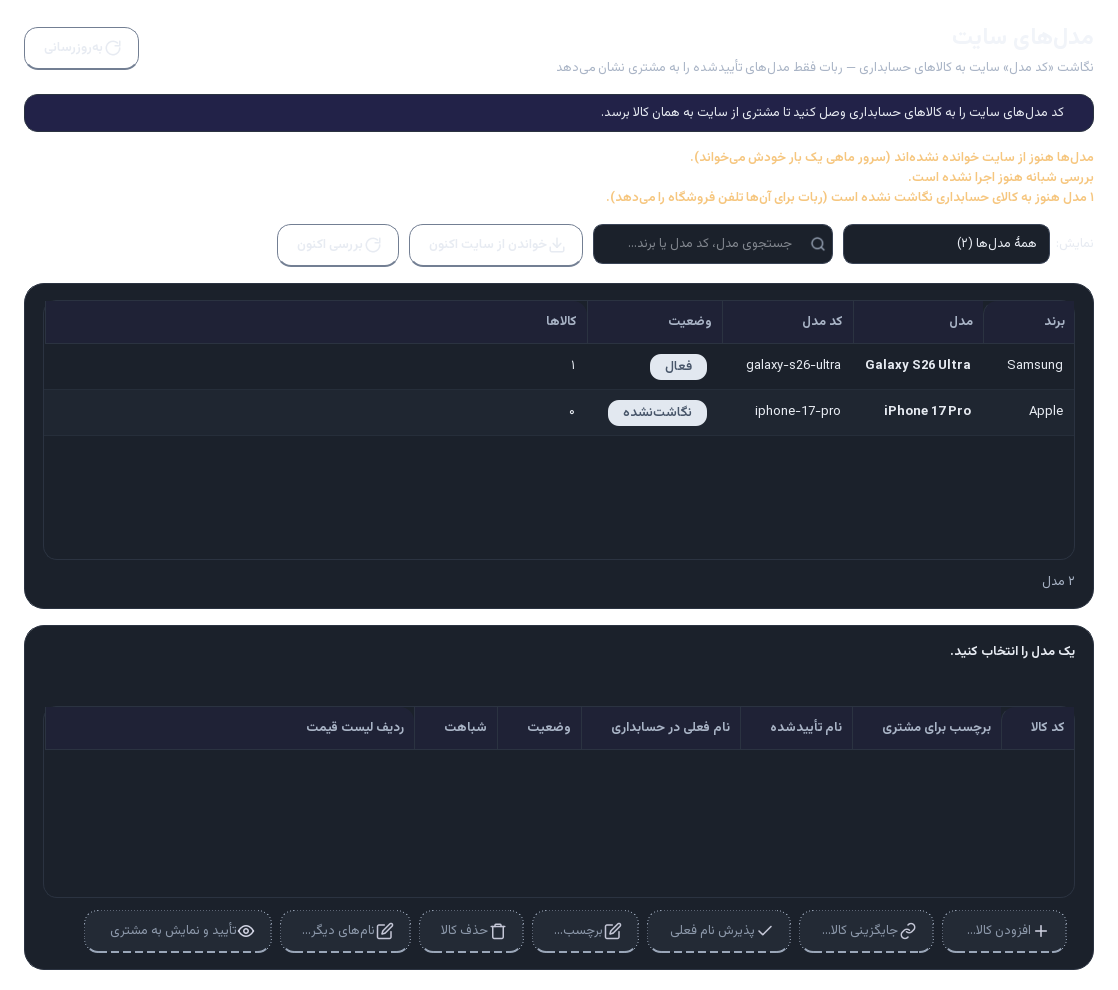 مدل‌های سایت
به‌روزرسانی
نگاشت «کد مدل» سایت به کالاهای حسابداری — ربات فقط مدل‌های تأییدشده را به مشتری نشان می‌دهد
کد مدل‌های سایت را به کالاهای حسابداری وصل کنید تا مشتری از سایت به همان کالا برسد.
مدل‌ها هنوز از سایت خوانده نشده‌اند (سرور ماهی یک بار خودش می‌خواند).
بررسی شبانه هنوز اجرا نشده است.
۱ مدل هنوز به کالای حسابداری نگاشت نشده است (ربات برای آن‌ها تلفن فروشگاه را می‌دهد).
نمایش: همهٔ مدل‌ها (۲) جستجوی مدل، کد مدل یا برند... خواندن از سایت اکنون بررسی اکنون
برند مدل کد مدل وضعیت کالاها
Samsung Galaxy S26 Ultra galaxy-s26-ultra فعال ۱
Apple iPhone 17 Pro iphone-17-pro نگاشت‌نشده ۰
۲ مدل
یک مدل را انتخاب کنید.
کد کالا برچسب برای مشتری نام تأییدشده نام فعلی در حسابداری وضعیت شباهت ردیف لیست قیمت
افزودن کالا... جایگزینی کالا... پذیرش نام فعلی برچسب... حذف کالا نام‌های دیگر... تأیید و نمایش به مشتری